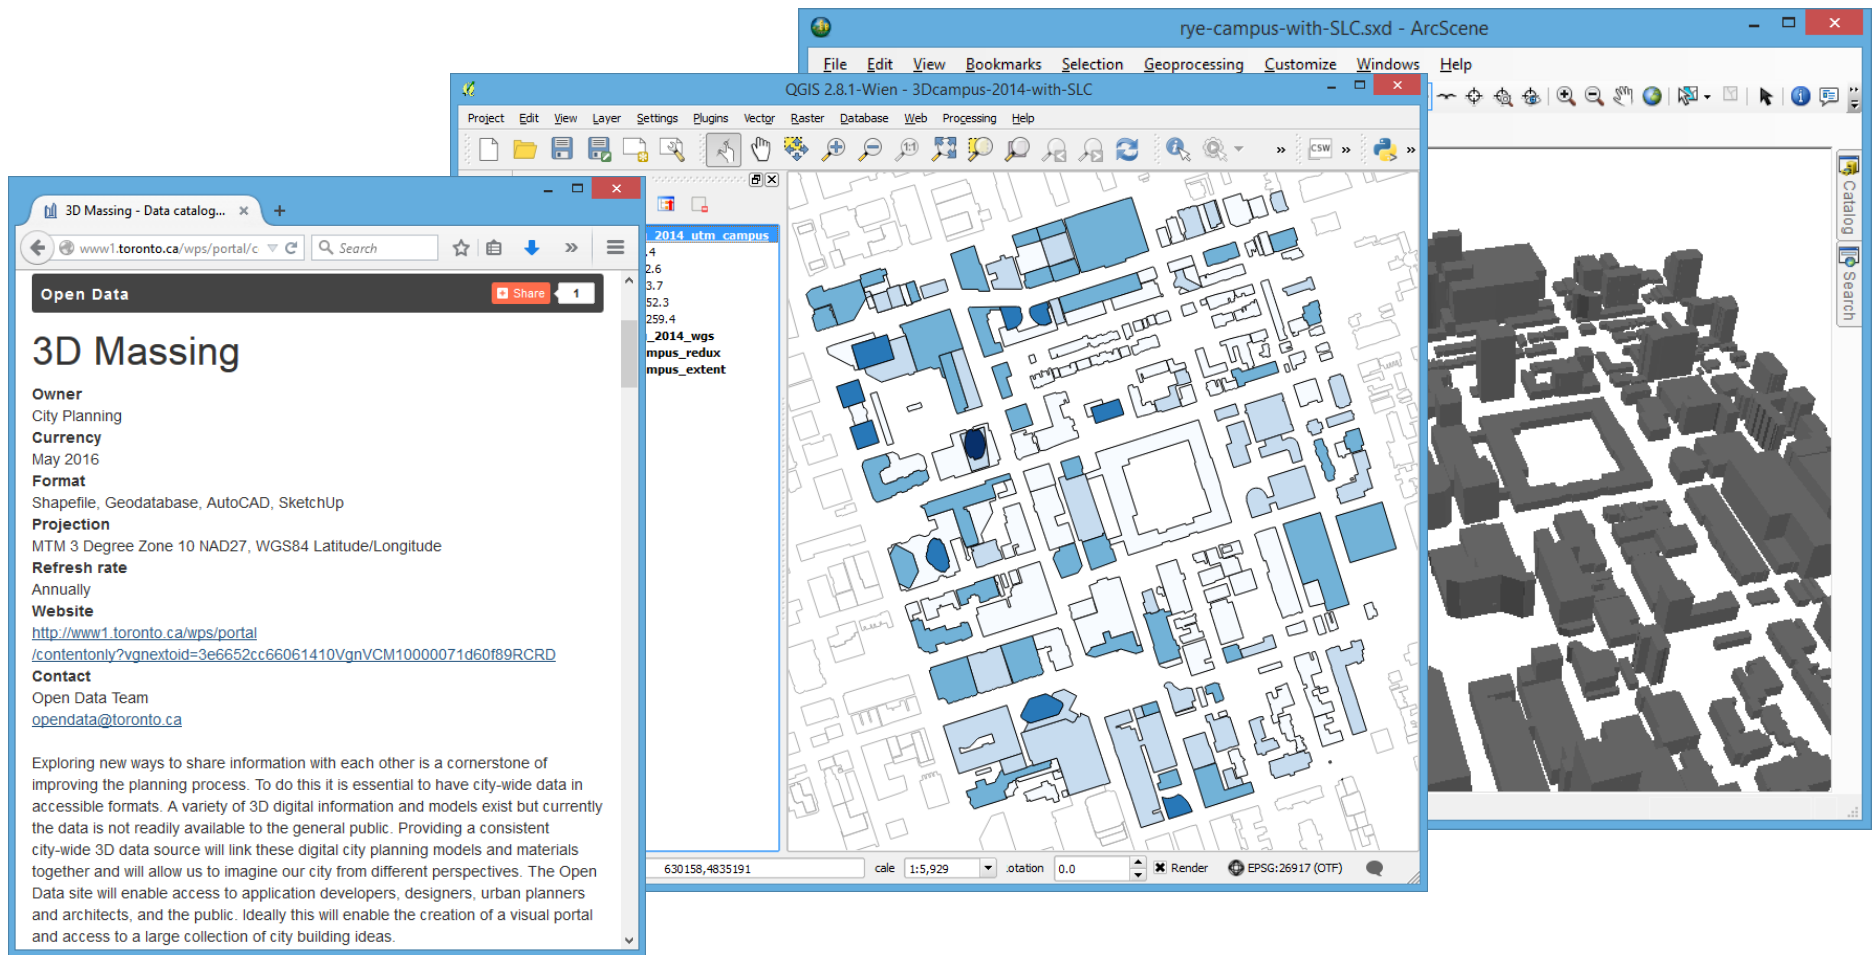 rye-campus-with-SLC.sxd - ArcScene
File Edit View Bookmarks Selection Geoprocessing Customize Windows Help
Catalog
Search
QGIS 2.8.1-Wien - 3Dcampus-2014-with-SLC
Project Edit View Layer Settings Plugins Vector Raster Database Web Processing Help
1:1 » CSW » »
_2014_utm_campus
.4
2.6
3.7
52.3
259.4
_2014_wgs
mpus_redux
mpus_extent
630158,4835191 cale 1:5,929 .otation 0.0 Render EPSG:26917 (OTF)
3D Massing - Data catalog... × +
www1.toronto.ca/wps/portal/c Search »
Open Data Share 1
3D Massing
Owner
City Planning
Currency
May 2016
Format
Shapefile, Geodatabase, AutoCAD, SketchUp
Projection
MTM 3 Degree Zone 10 NAD27, WGS84 Latitude/Longitude
Refresh rate
Annually
Website
http://www1.toronto.ca/wps/portal
/contentonly?vgnextoid=3e6652cc66061410VgnVCM10000071d60f89RCRD
Contact
Open Data Team
opendata@toronto.ca
Exploring new ways to share information with each other is a cornerstone of
improving the planning process. To do this it is essential to have city-wide data in
accessible formats. A variety of 3D digital information and models exist but currently
the data is not readily available to the general public. Providing a consistent
city-wide 3D data source will link these digital city planning models and materials
together and will allow us to imagine our city from different perspectives. The Open
Data site will enable access to application developers, designers, urban planners
and architects, and the public. Ideally this will enable the creation of a visual portal
and access to a large collection of city building ideas.